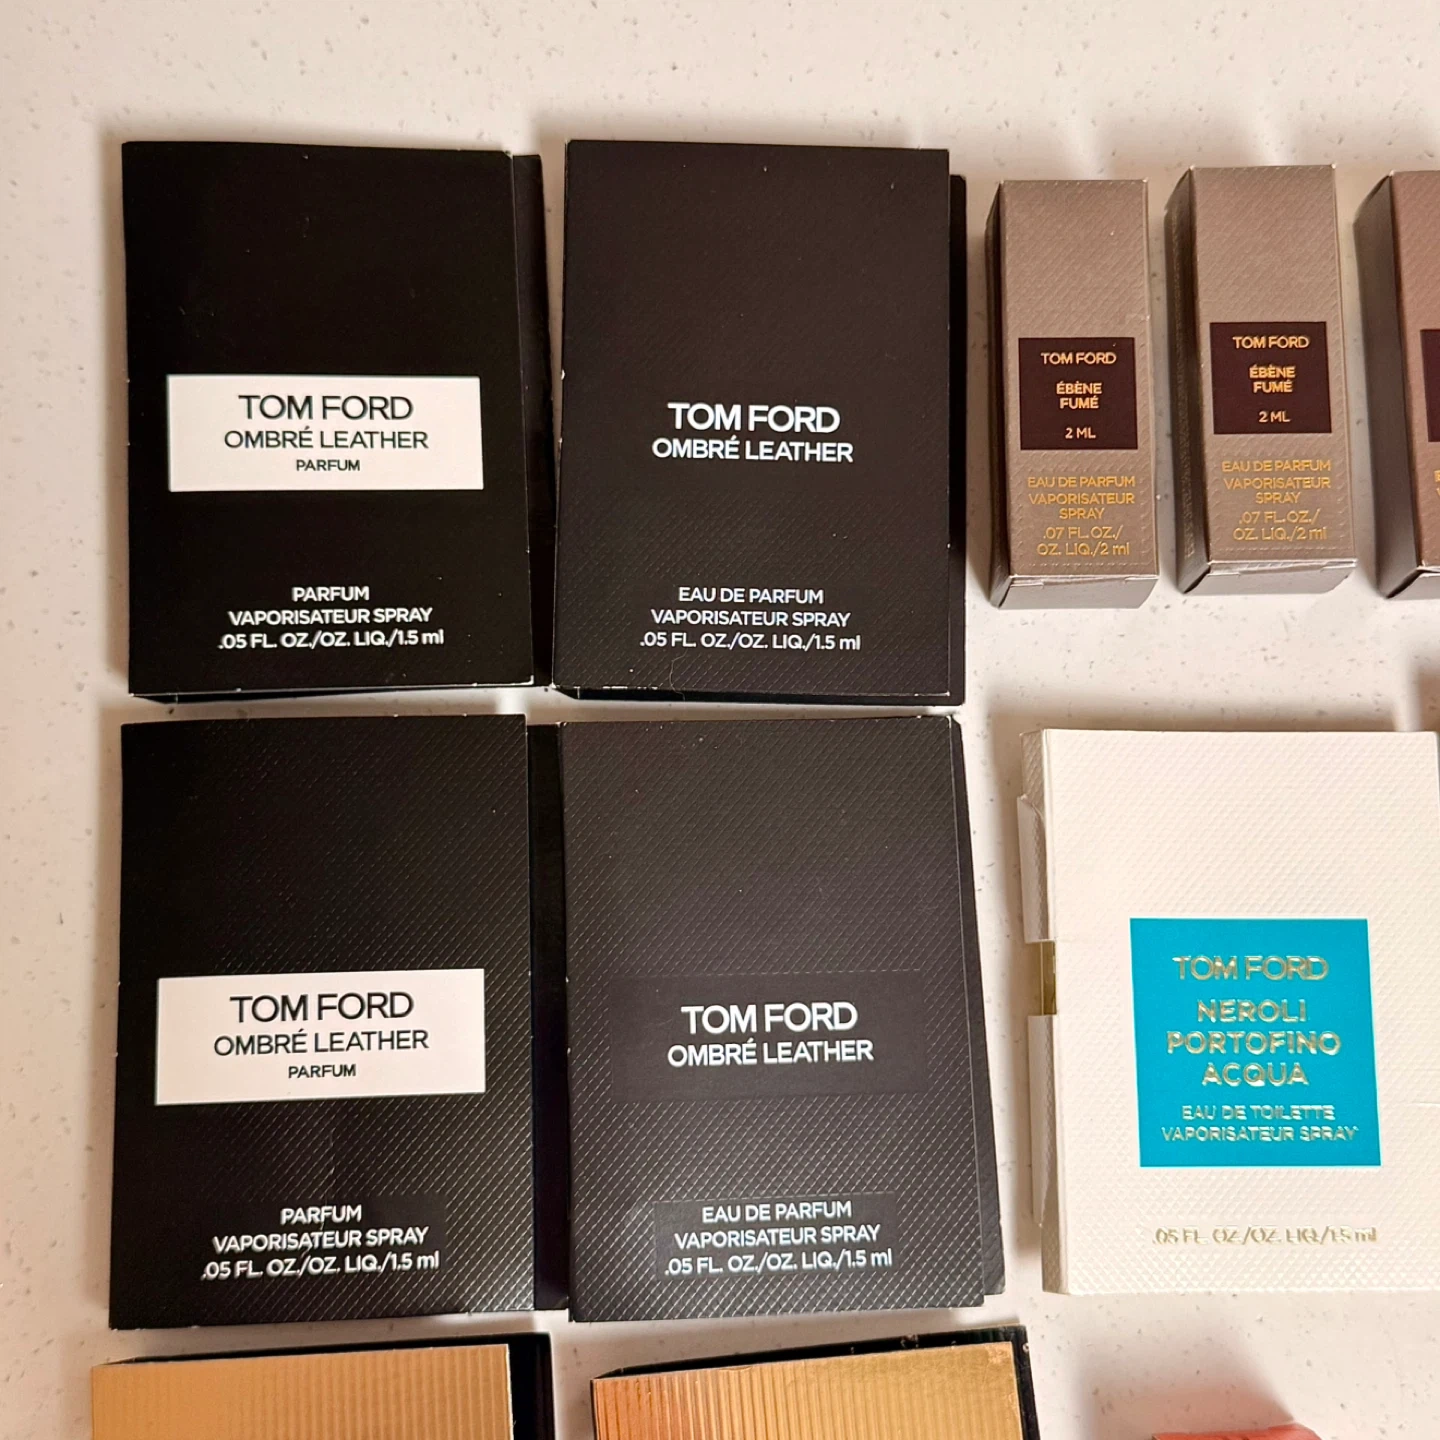 TOM FORD
OMBRÉ LEATHER
PARFUM
PARFUM
VAPORISATEUR SPRAY
.05 FL. OZ./OZ. LIQ./1.5 ml
TOM FORD
OMBRÉ LEATHER
EAU DE PARFUM
VAPORISATEUR SPRAY
.05 FL. OZ./OZ. LIQ./1.5 ml
TOM FORD
ÉBÈNE
FUMÉ
2 ML
EAU DE PARFUM
VAPORISATEUR
SPRAY
.07 FL. OZ./
OZ. LIQ./2 ml
TOM FORD
ÉBÈNE
FUMÉ
2 ML
EAU DE PARFUM
VAPORISATEUR
SPRAY
.07 FL. OZ./
OZ. LIQ./2 ml
TOM FORD
OMBRÉ LEATHER
PARFUM
PARFUM
VAPORISATEUR SPRAY
.05 FL. OZ./OZ. LIQ./1.5 ml
TOM FORD
OMBRÉ LEATHER
EAU DE PARFUM
VAPORISATEUR SPRAY
.05 FL. OZ./OZ. LIQ./1.5 ml
TOM FORD
NEROLI
PORTOFINO
ACQUA
EAU DE TOILETTE
VAPORISATEUR SPRAY
.05 FL. OZ./OZ. LIQ./1.5 ml